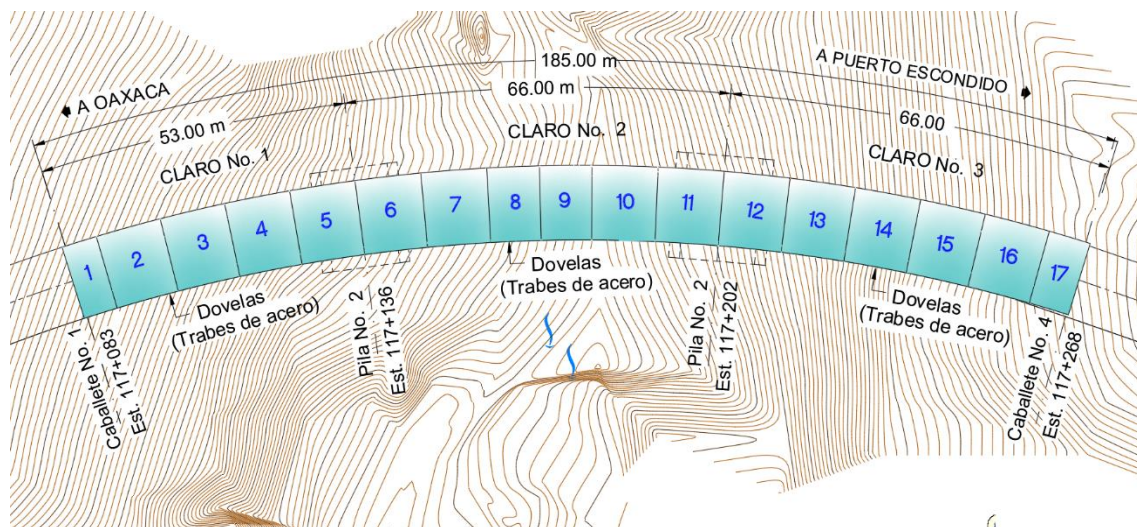 185.00 m
A OAXACA
A PUERTO ESCONDIDO
53.00 m
66.00 m
66.00
CLARO No. 1
CLARO No. 2
CLARO No. 3
1
2
3
4
5
6
7
8
9
10
11
12
13
14
15
16
17
Dovelas
(Trabes de acero)
Dovelas
(Trabes de acero)
Dovelas
(Trabes de acero)
Caballete No. 1
Est. 117+083
Pila No. 2
Est. 117+136
Pila No. 2
Est. 117+202
Caballete No. 4
Est. 117+268